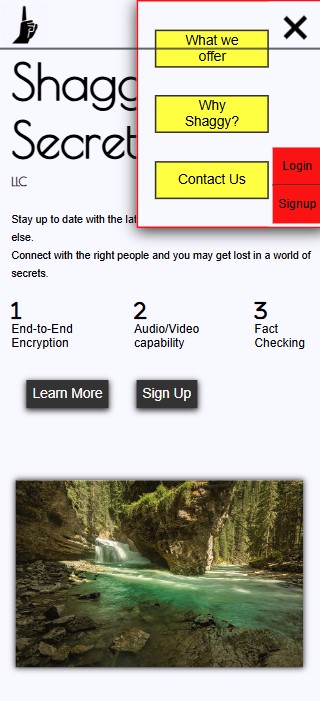 What we
offer
Shagg
Why
Shaggy?
Secret
Login
Contact Us
LLC
Signup
Stay up to date with the lat
else.
Connect with the right people and you may get lost in a world of
secrets.
1
End-to-End
Encryption
2
Audio/Video
capability
3
Fact
Checking
Learn More
Sign Up